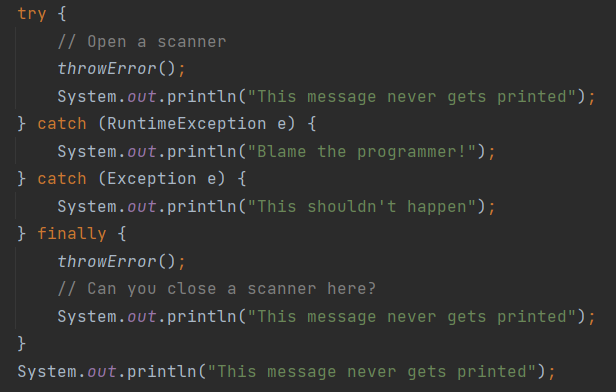 try {
    // Open a scanner
    throwError();
    System.out.println("This message never gets printed");
} catch (RuntimeException e) {
    System.out.println("Blame the programmer!");
} catch (Exception e) {
    System.out.println("This shouldn't happen");
} finally {
    throwError();
    // Can you close a scanner here?
    System.out.println("This message never gets printed");
}
System.out.println("This message never gets printed");